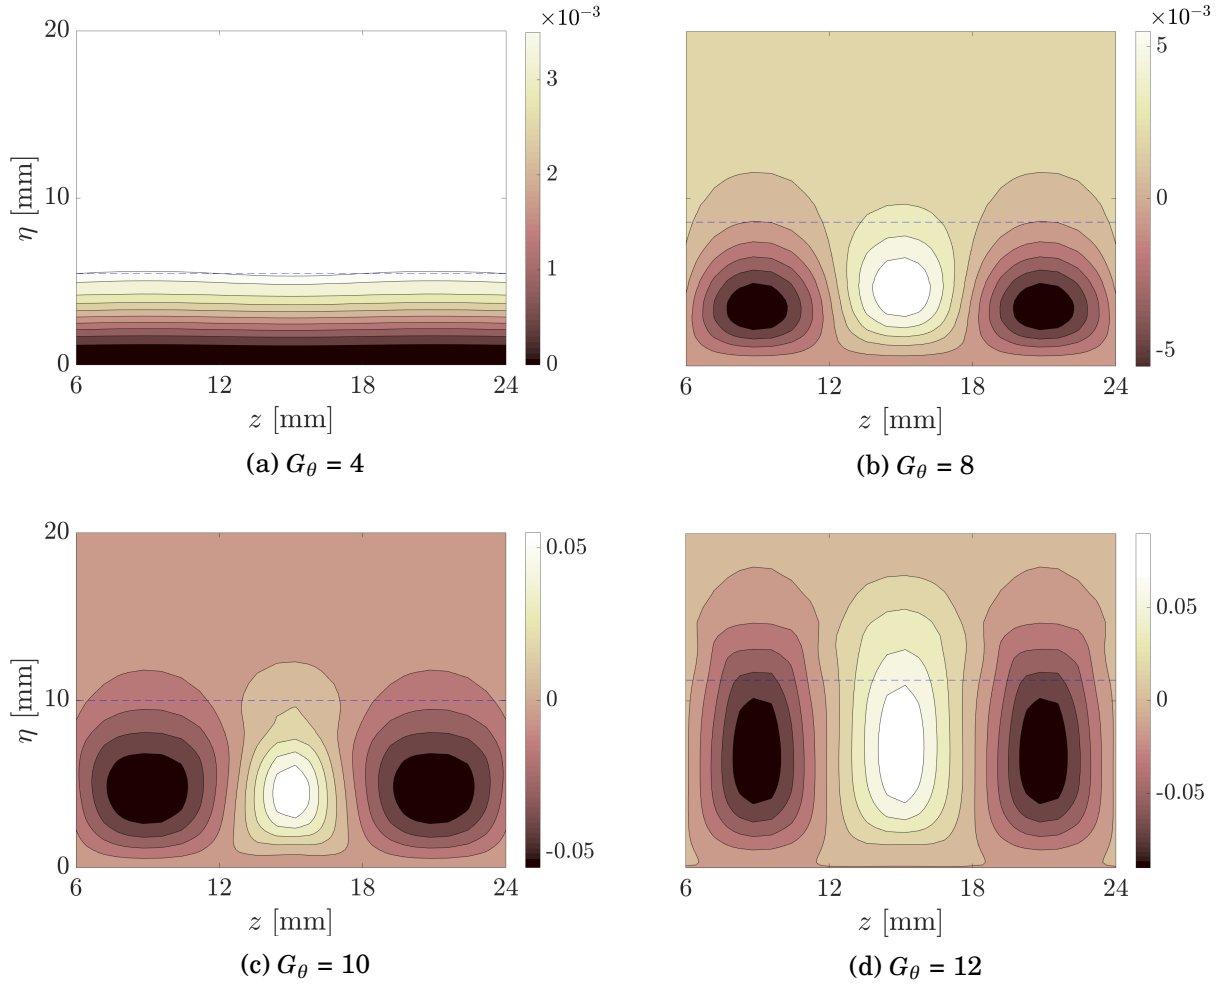 ×10⁻³
20
10
0
η [mm]
6 12 18 24
z [mm]
3
2
1
0
(a) G_θ = 4
×10⁻³
5
0
-5
6 12 18 24
z [mm]
(b) G_θ = 8
20
10
0
η [mm]
6 12 18 24
z [mm]
0.05
0
-0.05
(c) G_θ = 10
0.05
0
-0.05
6 12 18 24
z [mm]
(d) G_θ = 12